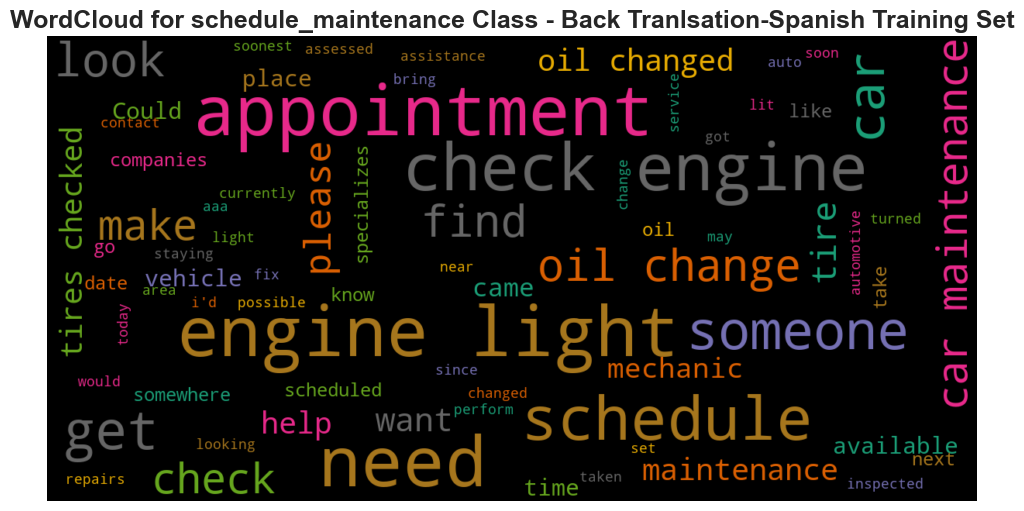 WordCloud for schedule_maintenance Class - Back Tranlsation-Spanish Training Set
look
soonest
assessed
assistance
oil changed
auto
soon
car
car maintenance
place
bring
service
lit
like
Could
contact
appointment
got
tires checked
companies
please
specializes
check engine
change
currently
aaa
make
find
tire
automotive
turned
go
light
oil
may
staying
near
oil change
take
date
vehicle
fix
area
i'd
possible
know
came
today
engine light
someone
since
mechanic
would
somewhere
scheduled
changed
perform
get
help
want
schedule
looking
set
available
next
need
check
repairs
time
taken
maintenance
inspected